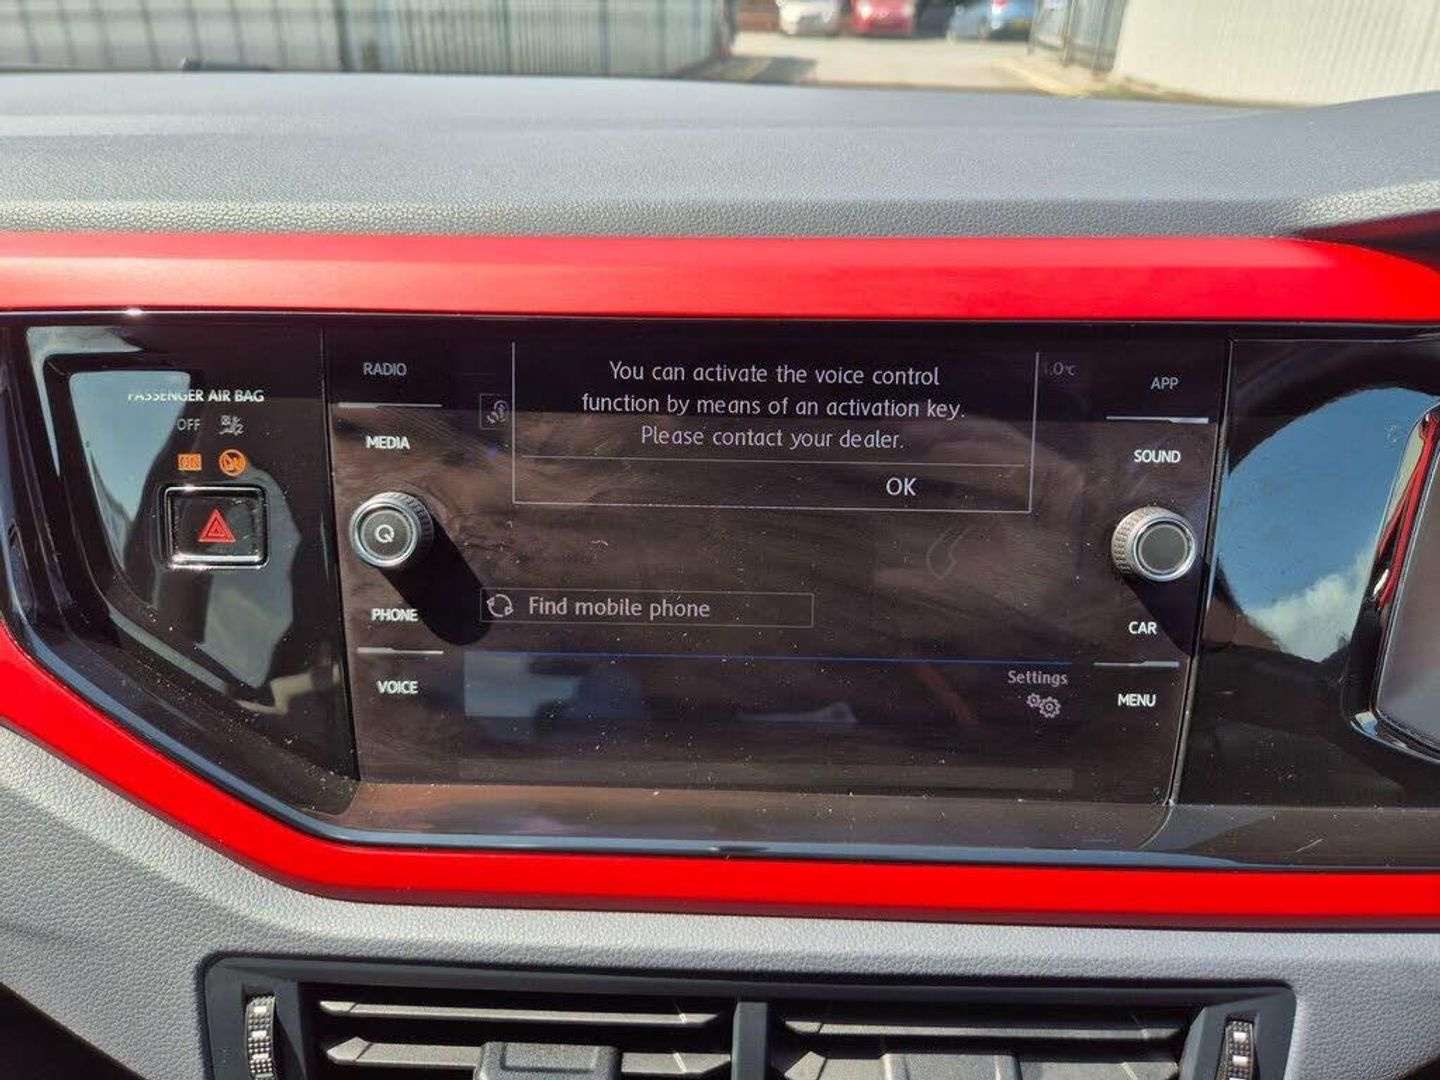 PASSENGER AIR BAG
OFF
ON
RADIO
MEDIA
PHONE
VOICE
You can activate the voice control
function by means of an activation key.
Please contact your dealer.
OK
Find mobile phone
Settings
APP
SOUND
CAR
MENU